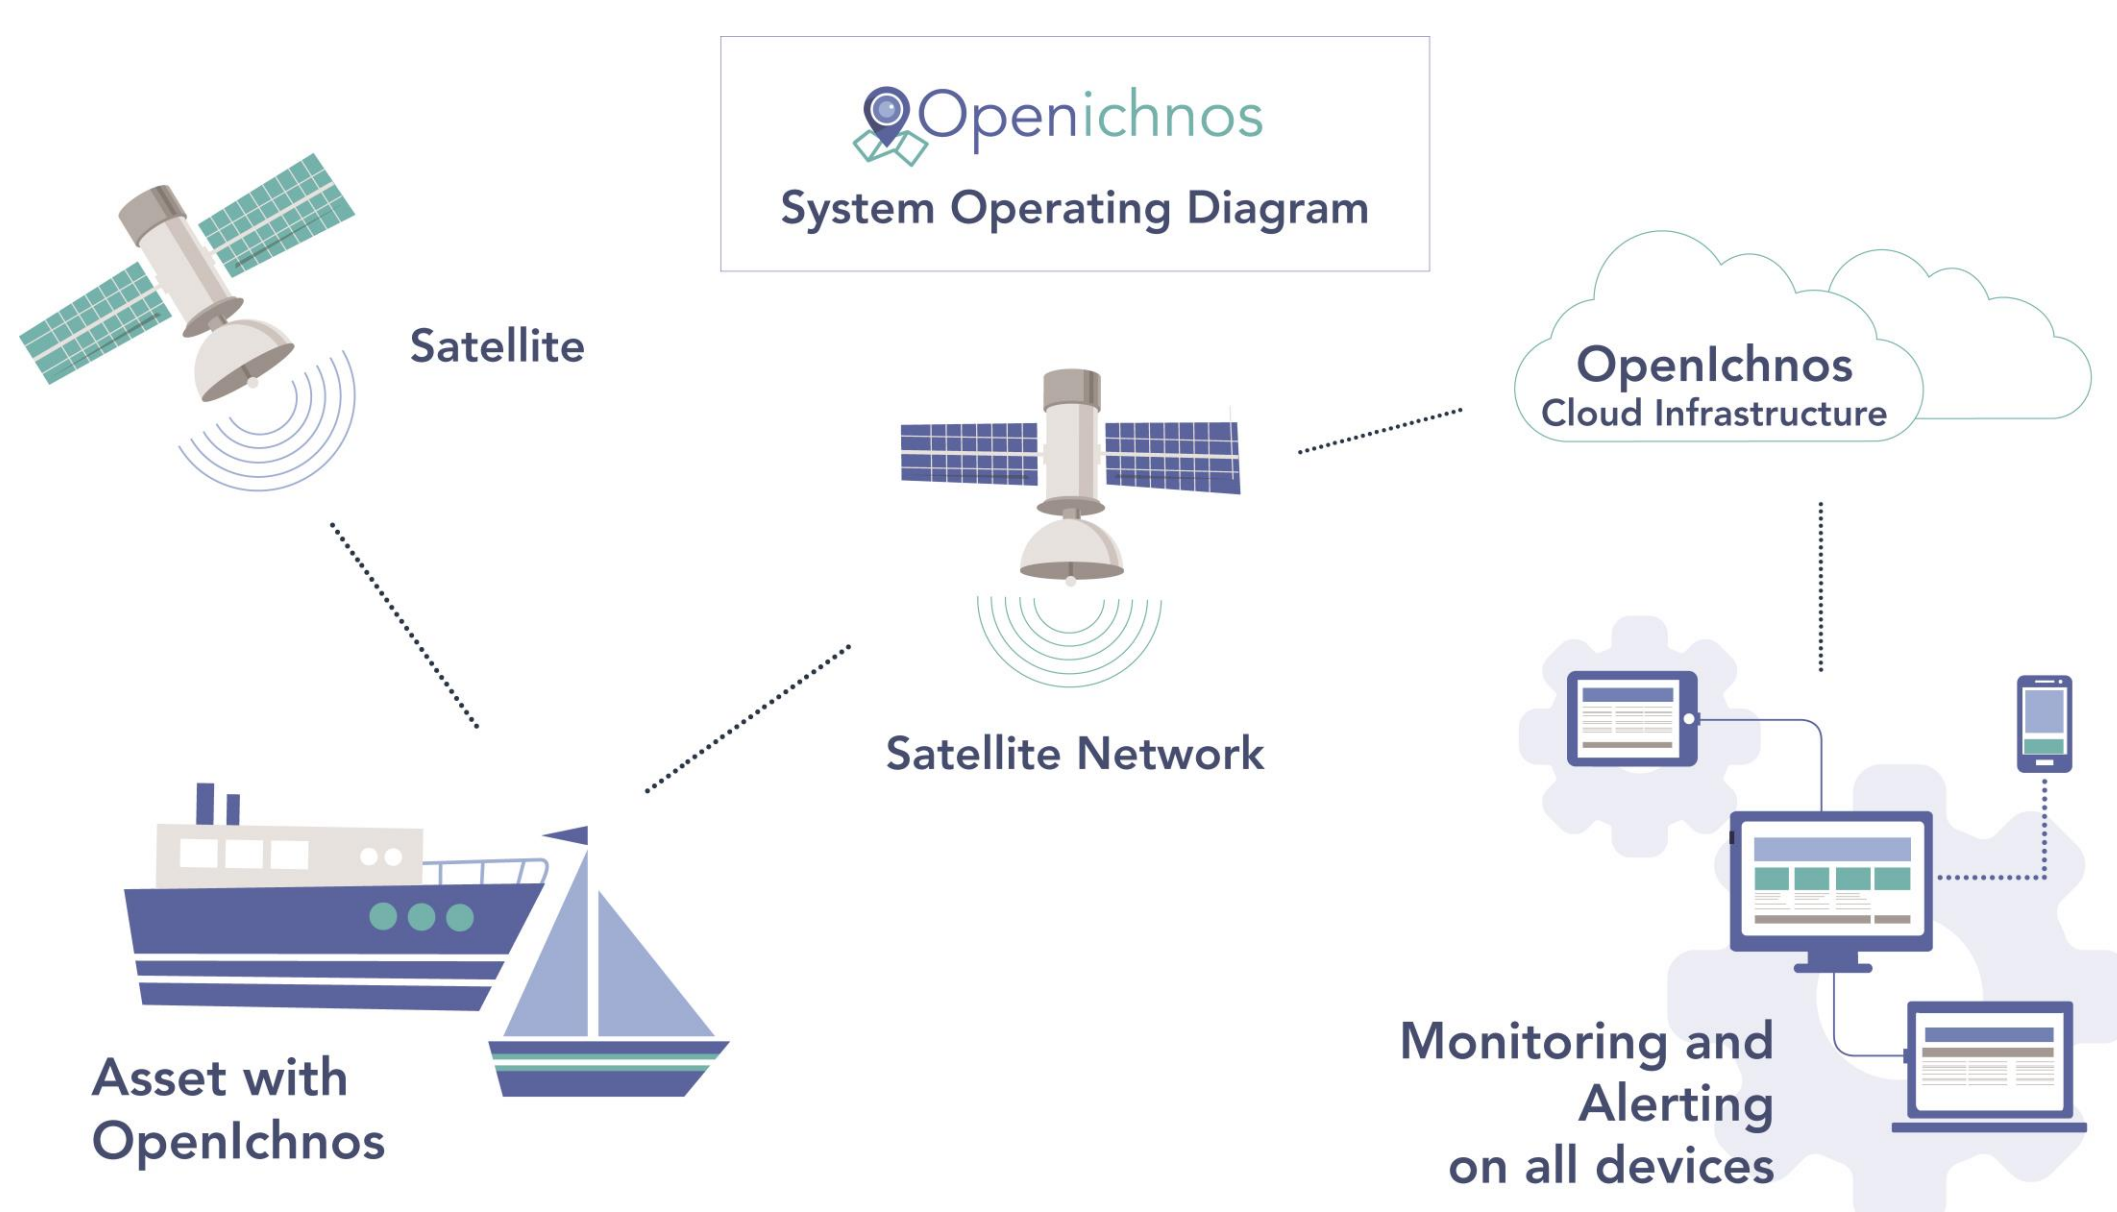 Openichnos
System Operating Diagram
Satellite
OpenIchnos
Cloud Infrastructure
Satellite Network
Asset with
OpenIchnos
Monitoring and
Alerting
on all devices